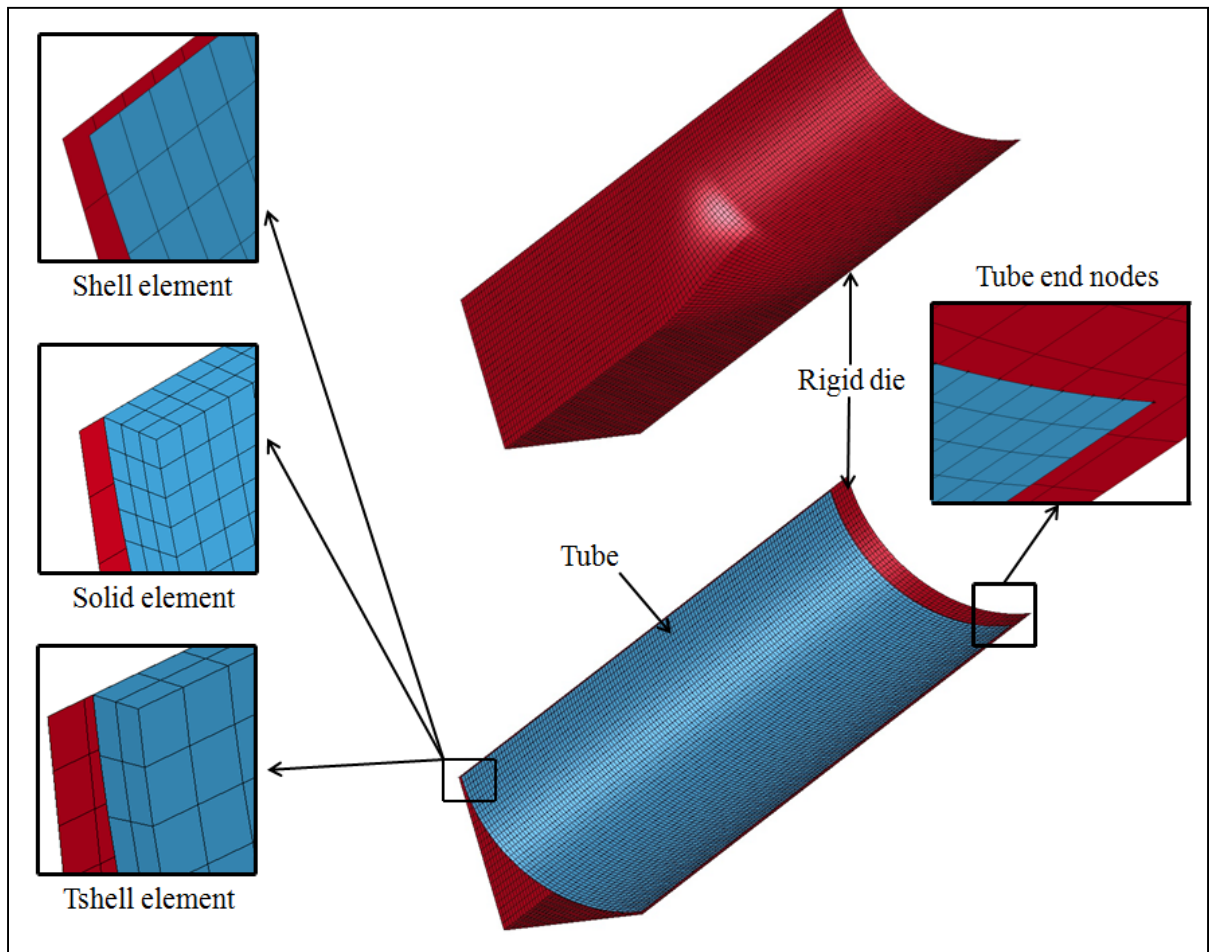 Shell element
Tube end nodes
Rigid die
Solid element
Tube
Tshell element